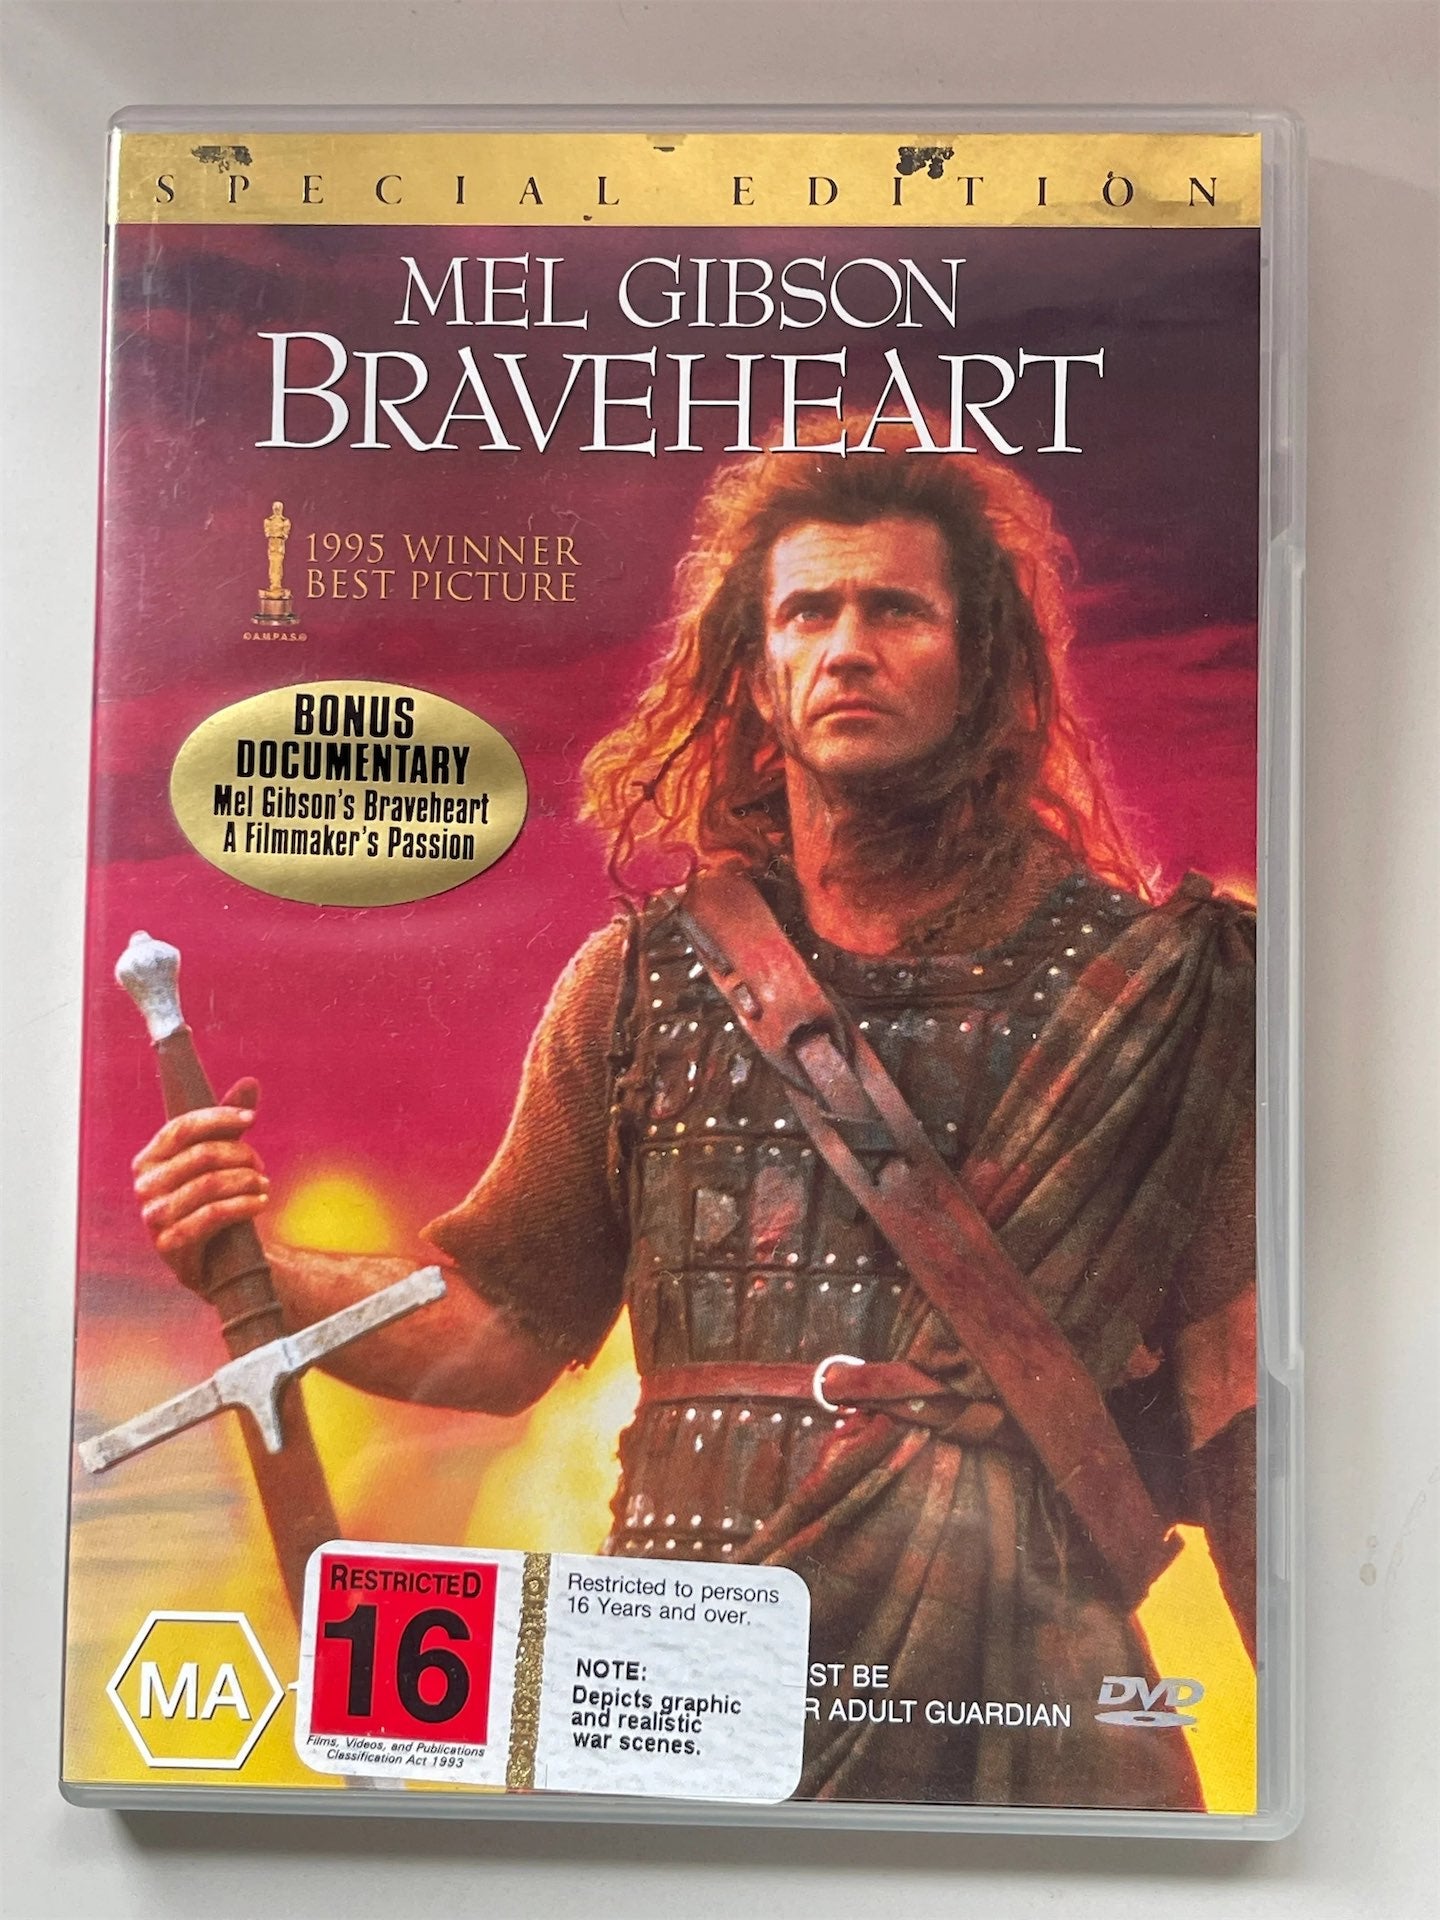 SPECIAL EDITION
MEL GIBSON
BRAVEHEART
1995 WINNER
BEST PICTURE
©A.M.P.A.S.®
BONUS
DOCUMENTARY
Mel Gibson's Braveheart
A Filmmaker's Passion
MA
RESTRICTED
16
Films, Videos, and Publications
Classification Act 1993
Restricted to persons
16 Years and over.
NOTE:
Depicts graphic
and realistic
war scenes.
ST BE
R ADULT GUARDIAN
DVD